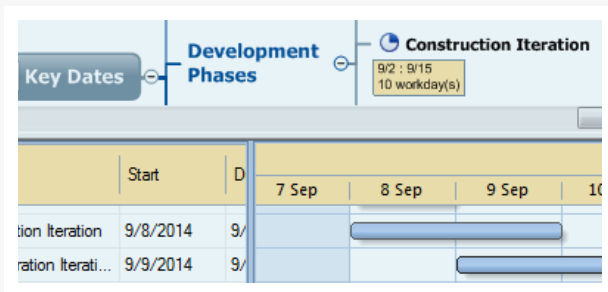 Development
Phases
Construction Iteration
Key Dates
9/2 : 9/15
10 workday(s)
Start D
7 Sep 8 Sep 9 Sep 10
tion Iteration 9/8/2014 9/
ration Iterati... 9/9/2014 9/